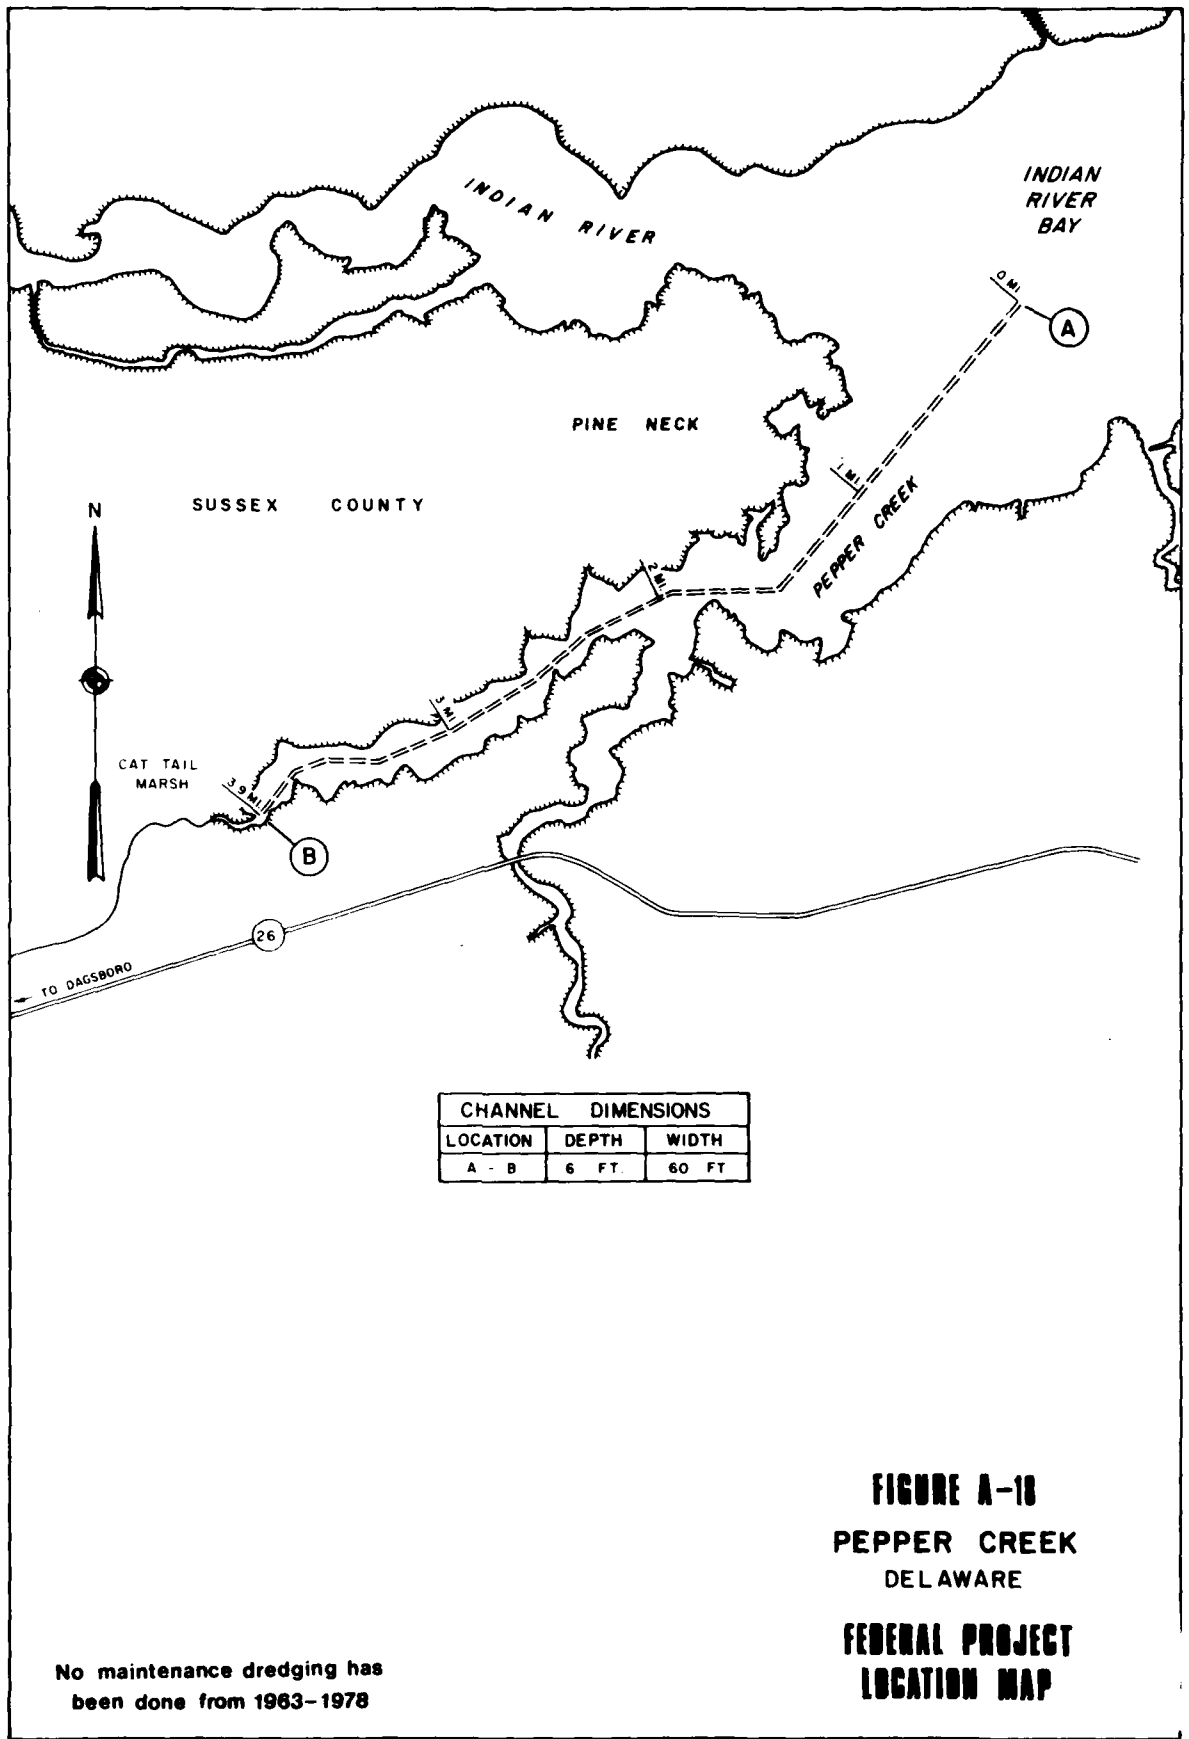 INDIAN RIVER
INDIAN
RIVER
BAY
0 MI
A
PINE NECK
1 MI
SUSSEX COUNTY
PEPPER CREEK
N
2 MI
3 MI
CAT TAIL
MARSH
3.9 MI
B
26
← TO DAGSBORO
CHANNEL DIMENSIONS
LOCATION DEPTH WIDTH
A - B 6 FT. 60 FT
FIGURE A-18
PEPPER CREEK
DELAWARE
FEDERAL PROJECT
LOCATION MAP
No maintenance dredging has
been done from 1963-1978